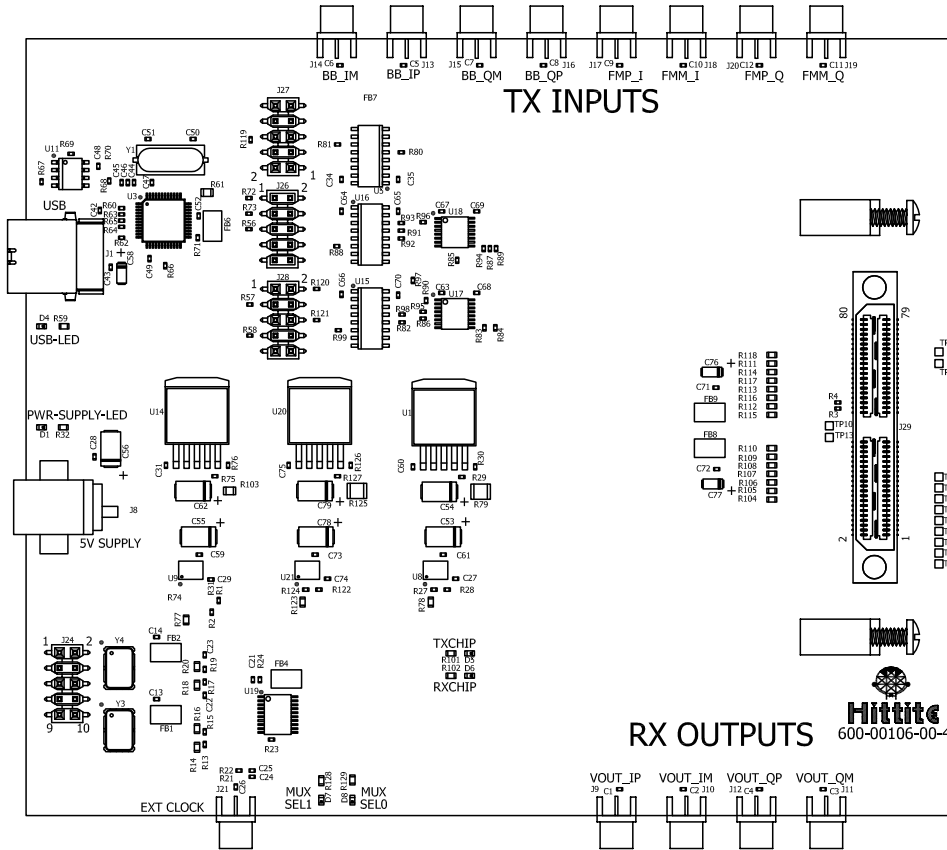 J14 C6 C5 J13 J15 C7 C8 J16 J17 C9 C10 J18 J20 C12 C11 J19
BB_IM BB_IP BB_QM BB_QP FMP_I FMM_I FMP_Q FMM_Q
TX INPUTS
J27 FB7
C51 C50
U11 R69 C48 R70 Y1 R119 R81 R80
R67 R68 C45 C46 C44 C47 R61 2 1 C34 U5 C35
USB U3 C42 R60 R63 R65 R64 R62 C52 FB6 R71
R72 1 J26 2 C64 U16 C65 C67 U18 C69
R73 R56 R93 R91 R92 R96
R88 R85 R94 R87 R89
J1 C43 C58 C49 R66
1 J28 2 R120 C66 U15 C70 R97 R90 C63 U17 C68
R57 R121 R98 R95 R82 R86
R58 R99 R83 R84
D4 R59
USB-LED
80 79
TP
TP
R118
R111
C76 R114
R117
C71 R113
FB9 R116
R112
R115
R4
R3
TP10
TP13
J29
FB8 R110
R109
R108
C72 R107
R106
C77 R105
R104
2 1
PWR-SUPPLY-LED
D1 R32 C28 C56
U14 U20 U1
C31 R76 C75 R126 C60 R30
R75 R103 R127 R125 R29 R79
C62 C79 C54
J8 C55 C78 C53
5V SUPPLY C59 C73 C61
U9 C29 U21 C74 U8 C27
R74 R31 R1 R124 R122 R27 R28
R77 R2 R123 R78
1 J24 2 Y4 C14 FB2 C23 R20 R19 C21 R24 FB4
R18 R17 U19
C13 C22
9 10 Y3 FB1 R16 R15 R14 R13 R23
TXCHIP
R101 D5
R102 D6
RXCHIP
Hittite
600-00106-00-4
RX OUTPUTS
R22 C25
R21 C24
J21 C26
EXT CLOCK
R128 R129
MUX SEL1 D7 D8 MUX SEL0
VOUT_IP VOUT_IM VOUT_QP VOUT_QM
J9 C1 C2 J10 J12 C4 C3 J11